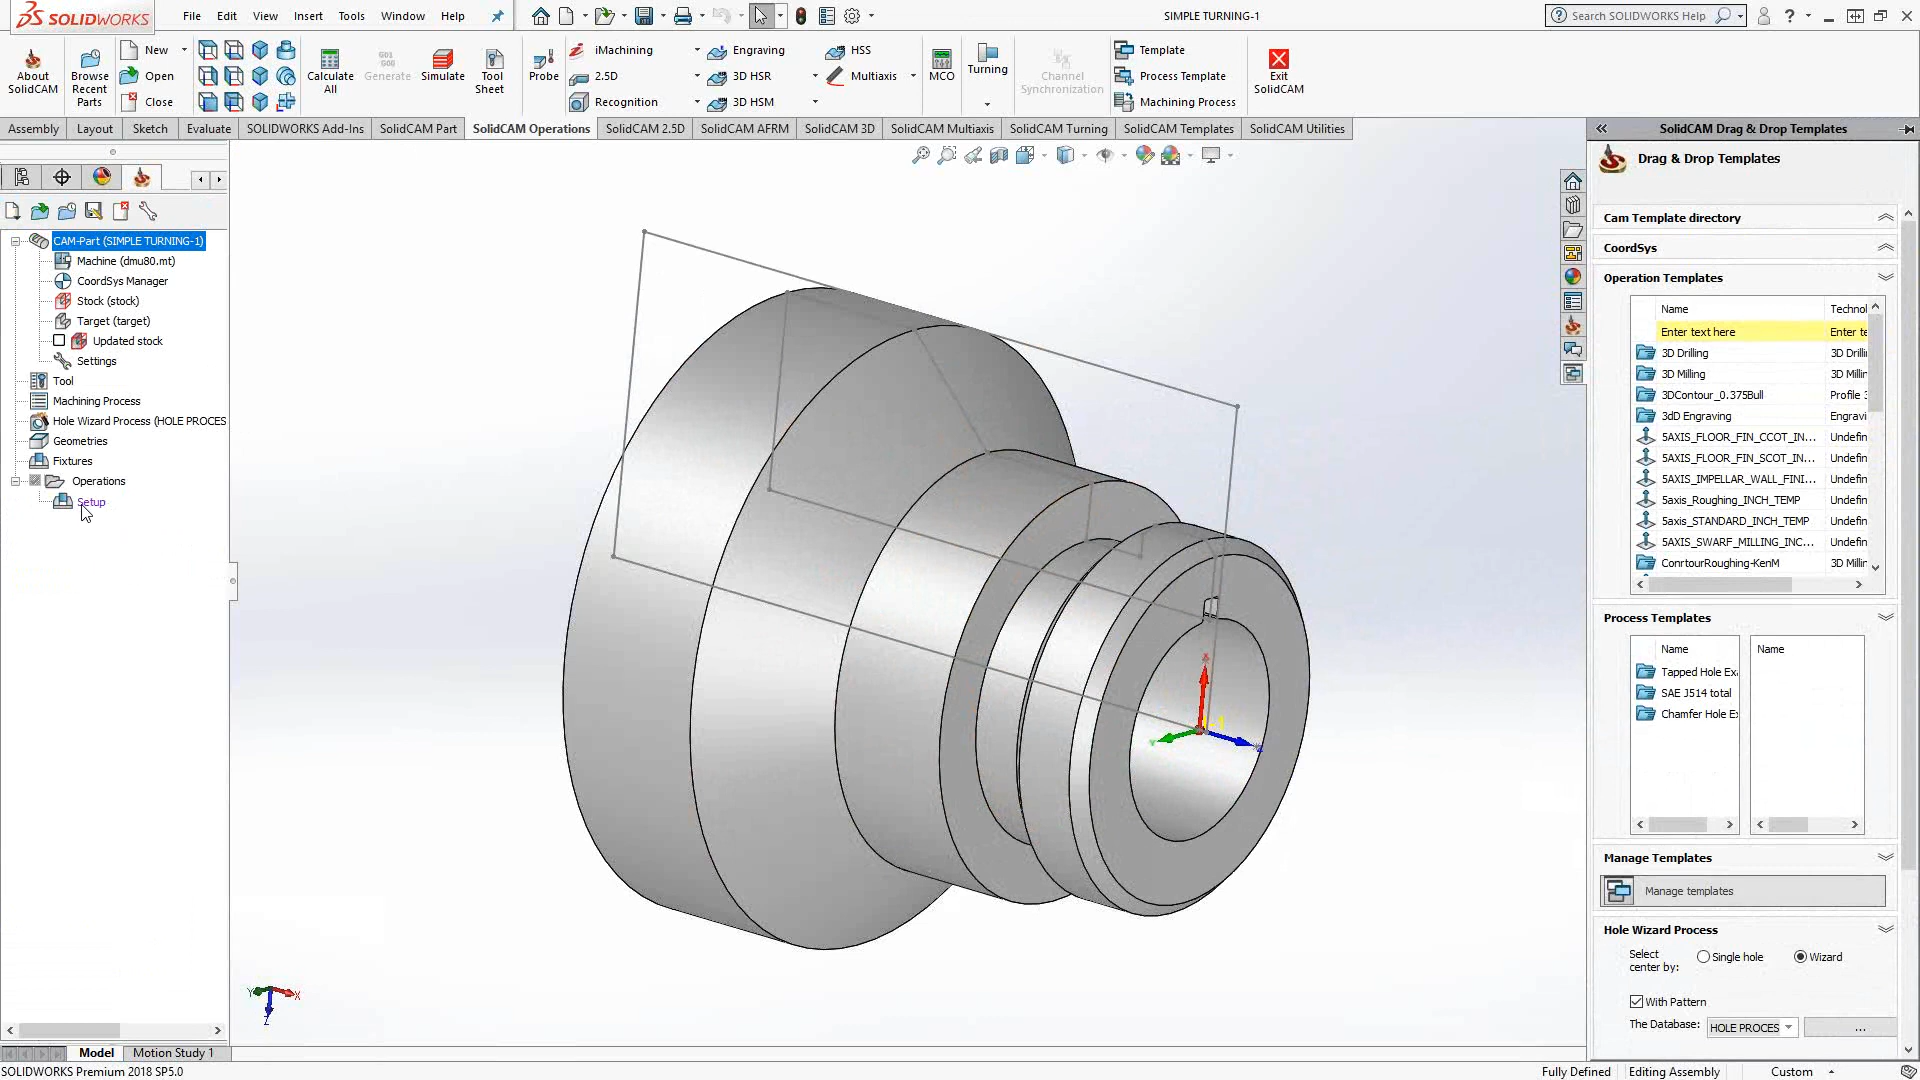 SOLIDWORKS
File Edit View Insert Tools Window Help
SIMPLE TURNING-1
Search SOLIDWORKS Help
About SolidCAM
Browse Recent Parts
New
Open
Close
Calculate All
G01 G00 Generate
Simulate
Tool Sheet
Probe
iMachining
2.5D
Recognition
Engraving
3D HSR
3D HSM
HSS
Multiaxis
MCO
Turning
Channel Synchronization
Template
Process Template
Machining Process
Exit SolidCAM
Assembly Layout Sketch Evaluate SOLIDWORKS Add-Ins SolidCAM Part SolidCAM Operations SolidCAM 2.5D SolidCAM AFRM SolidCAM 3D SolidCAM Multiaxis SolidCAM Turning SolidCAM Templates SolidCAM Utilities
CAM-Part (SIMPLE TURNING-1)
Machine (dmu80.mt)
CoordSys Manager
Stock (stock)
Target (target)
Updated stock
Settings
Tool
Machining Process
Hole Wizard Process (HOLE PROCES
Geometries
Fixtures
Operations
Setup
Y X
Z
SolidCAM Drag & Drop Templates
Drag & Drop Templates
Cam Template directory
CoordSys
Operation Templates
Name Technol
Enter text here Enter te
3D Drilling 3D Drilli
3D Milling 3D Millin
3DContour_0.375Bull Profile 3
3dD Engraving Engravi
5AXIS_FLOOR_FIN_CCOT_IN... Undefin
5AXIS_FLOOR_FIN_SCOT_IN... Undefin
5AXIS_IMPELLAR_WALL_FINI... Undefin
5axis_Roughing_INCH_TEMP Undefin
5axis_STANDARD_INCH_TEMP Undefin
5AXIS_SWARF_MILLING_INC... Undefin
ConrtourRoughing-KenM 3D Millin
Process Templates
Name Name
Tapped Hole Ex
SAE J514 total
Chamfer Hole E
Manage Templates
Manage templates
Hole Wizard Process
Select center by: Single hole Wizard
With Pattern
The Database: HOLE PROCES ...
Model Motion Study 1
SOLIDWORKS Premium 2018 SP5.0
Fully Defined Editing Assembly Custom